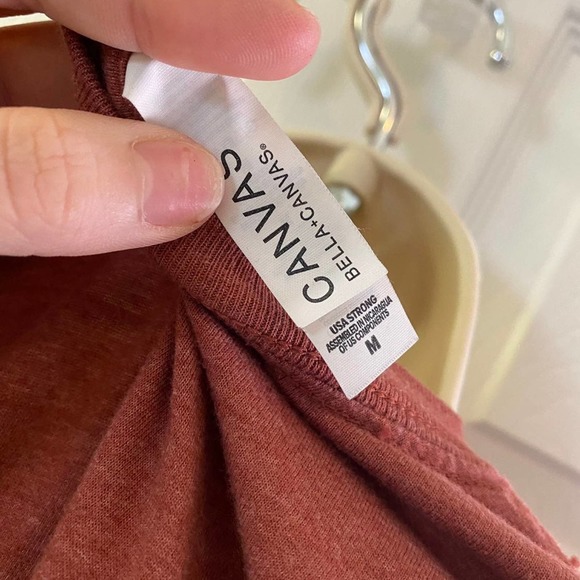 CANVAS
BELLA+CANVAS®
USA STRONG
ASSEMBLED IN NICARAGUA
OF US COMPONENTS
M